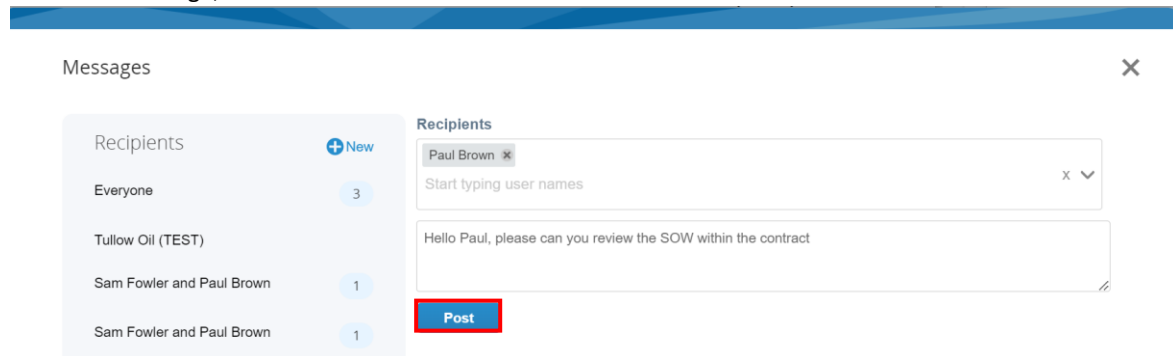 Messages
Recipients
New
Everyone
3
Tullow Oil (TEST)
Sam Fowler and Paul Brown
1
Sam Fowler and Paul Brown
1
Recipients
Paul Brown x
Start typing user names
x
Hello Paul, please can you review the SOW within the contract
Post